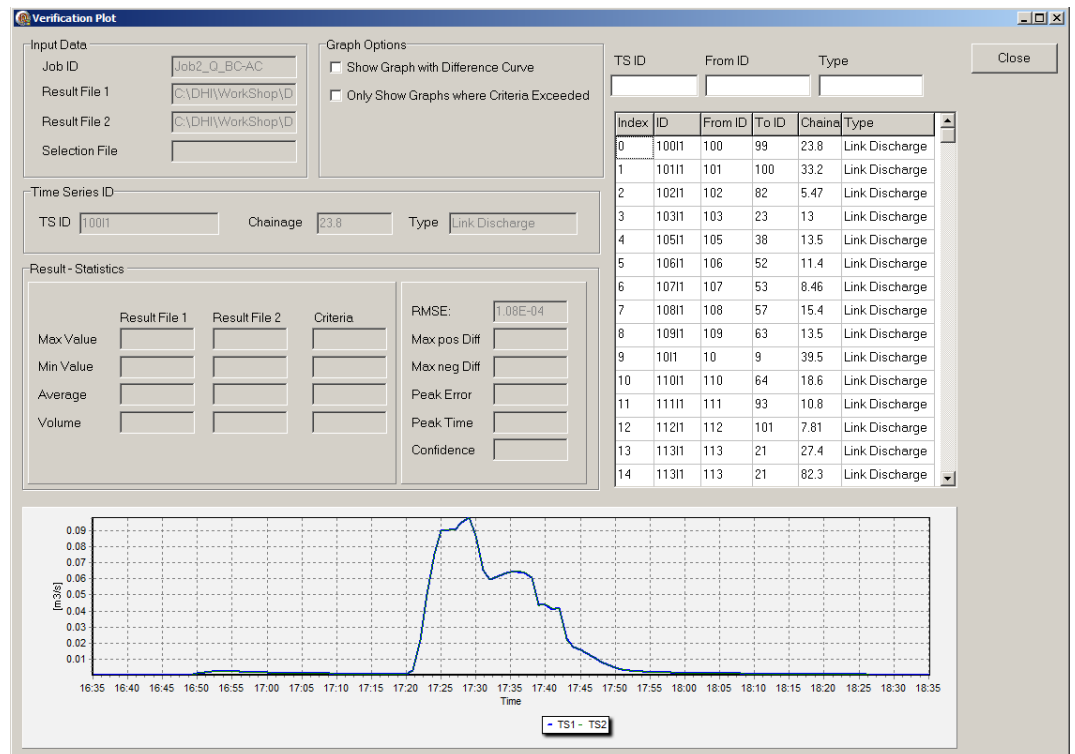 Verification Plot
Input Data
Job ID Job2_Q_BC-AC
Result File 1 C:\DHI\WorkShop\D
Result File 2 C:\DHI\WorkShop\D
Selection File
Graph Options
Show Graph with Difference Curve
Only Show Graphs where Criteria Exceeded
TS ID From ID Type
Close
Time Series ID
TS ID 100l1 Chainage 23.8 Type Link Discharge
Result - Statistics
Result File 1 Result File 2 Criteria
Max Value
Min Value
Average
Volume
RMSE: 1.08E-04
Max pos Diff
Max neg Diff
Peak Error
Peak Time
Confidence
Index ID From ID To ID Chaina Type
0 100l1 100 99 23.8 Link Discharge
1 101l1 101 100 33.2 Link Discharge
2 102l1 102 82 5.47 Link Discharge
3 103l1 103 23 13 Link Discharge
4 105l1 105 38 13.5 Link Discharge
5 106l1 106 52 11.4 Link Discharge
6 107l1 107 53 8.46 Link Discharge
7 108l1 108 57 15.4 Link Discharge
8 109l1 109 63 13.5 Link Discharge
9 10l1 10 9 39.5 Link Discharge
10 110l1 110 64 18.6 Link Discharge
11 111l1 111 93 10.8 Link Discharge
12 112l1 112 101 7.81 Link Discharge
13 113l1 113 21 27.4 Link Discharge
14 113l1 113 21 82.3 Link Discharge
0.09
0.08
0.07
0.06
0.05
0.04
0.03
0.02
0.01
[m3/s]
16:35 16:40 16:45 16:50 16:55 17:00 17:05 17:10 17:15 17:20 17:25 17:30 17:35 17:40 17:45 17:50 17:55 18:00 18:05 18:10 18:15 18:20 18:25 18:30 18:35
Time
TS1 - TS2